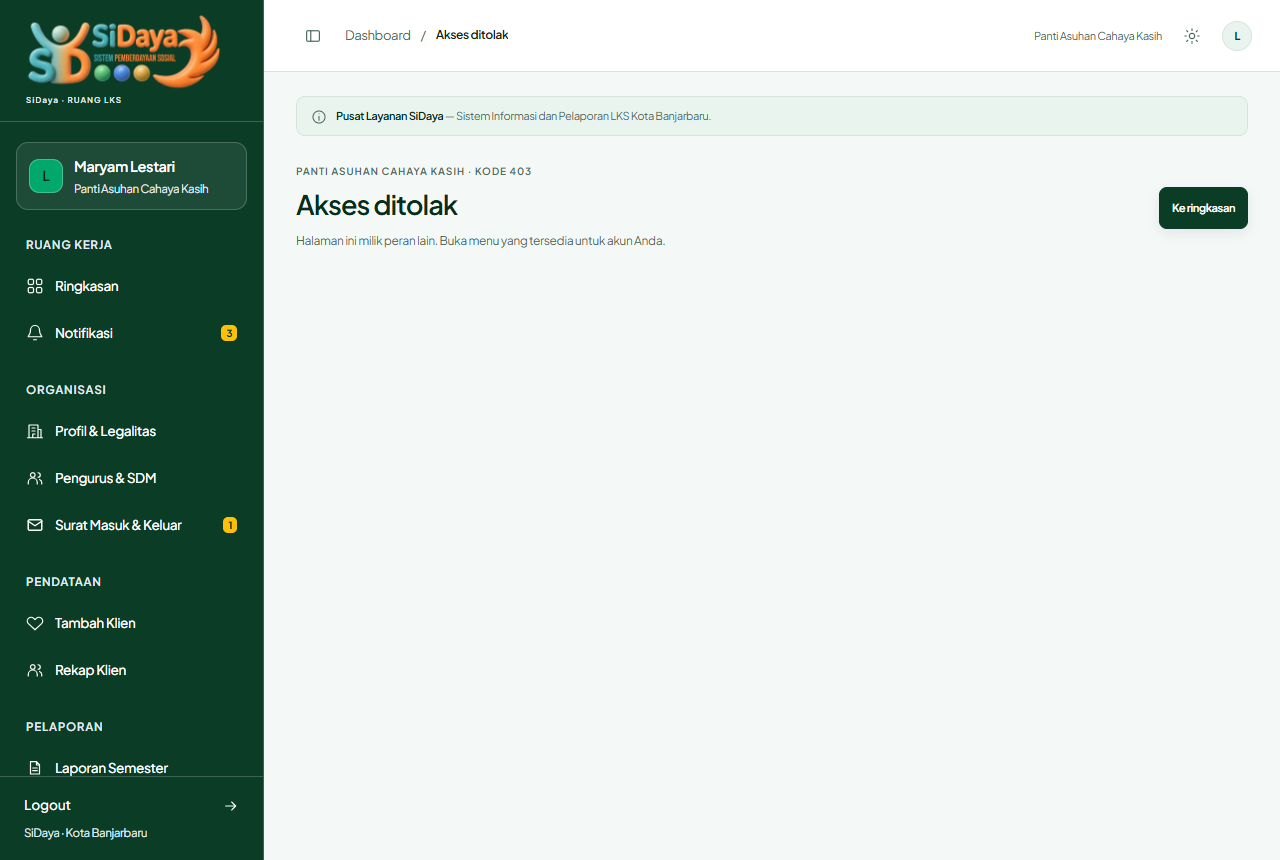 SiDaya
SISTEM PEMBERDAYAAN SOSIAL
SD
SiDaya · RUANG LKS
L
Maryam Lestari
Panti Asuhan Cahaya Kasih
RUANG KERJA
Ringkasan
Notifikasi 3
ORGANISASI
Profil & Legalitas
Pengurus & SDM
Surat Masuk & Keluar 1
PENDATAAN
Tambah Klien
Rekap Klien
PELAPORAN
Laporan Semester
Logout
SiDaya · Kota Banjarbaru
Dashboard / Akses ditolak
Panti Asuhan Cahaya Kasih
L
Pusat Layanan SiDaya — Sistem Informasi dan Pelaporan LKS Kota Banjarbaru.
PANTI ASUHAN CAHAYA KASIH · KODE 403
Akses ditolak
Halaman ini milik peran lain. Buka menu yang tersedia untuk akun Anda.
Ke ringkasan